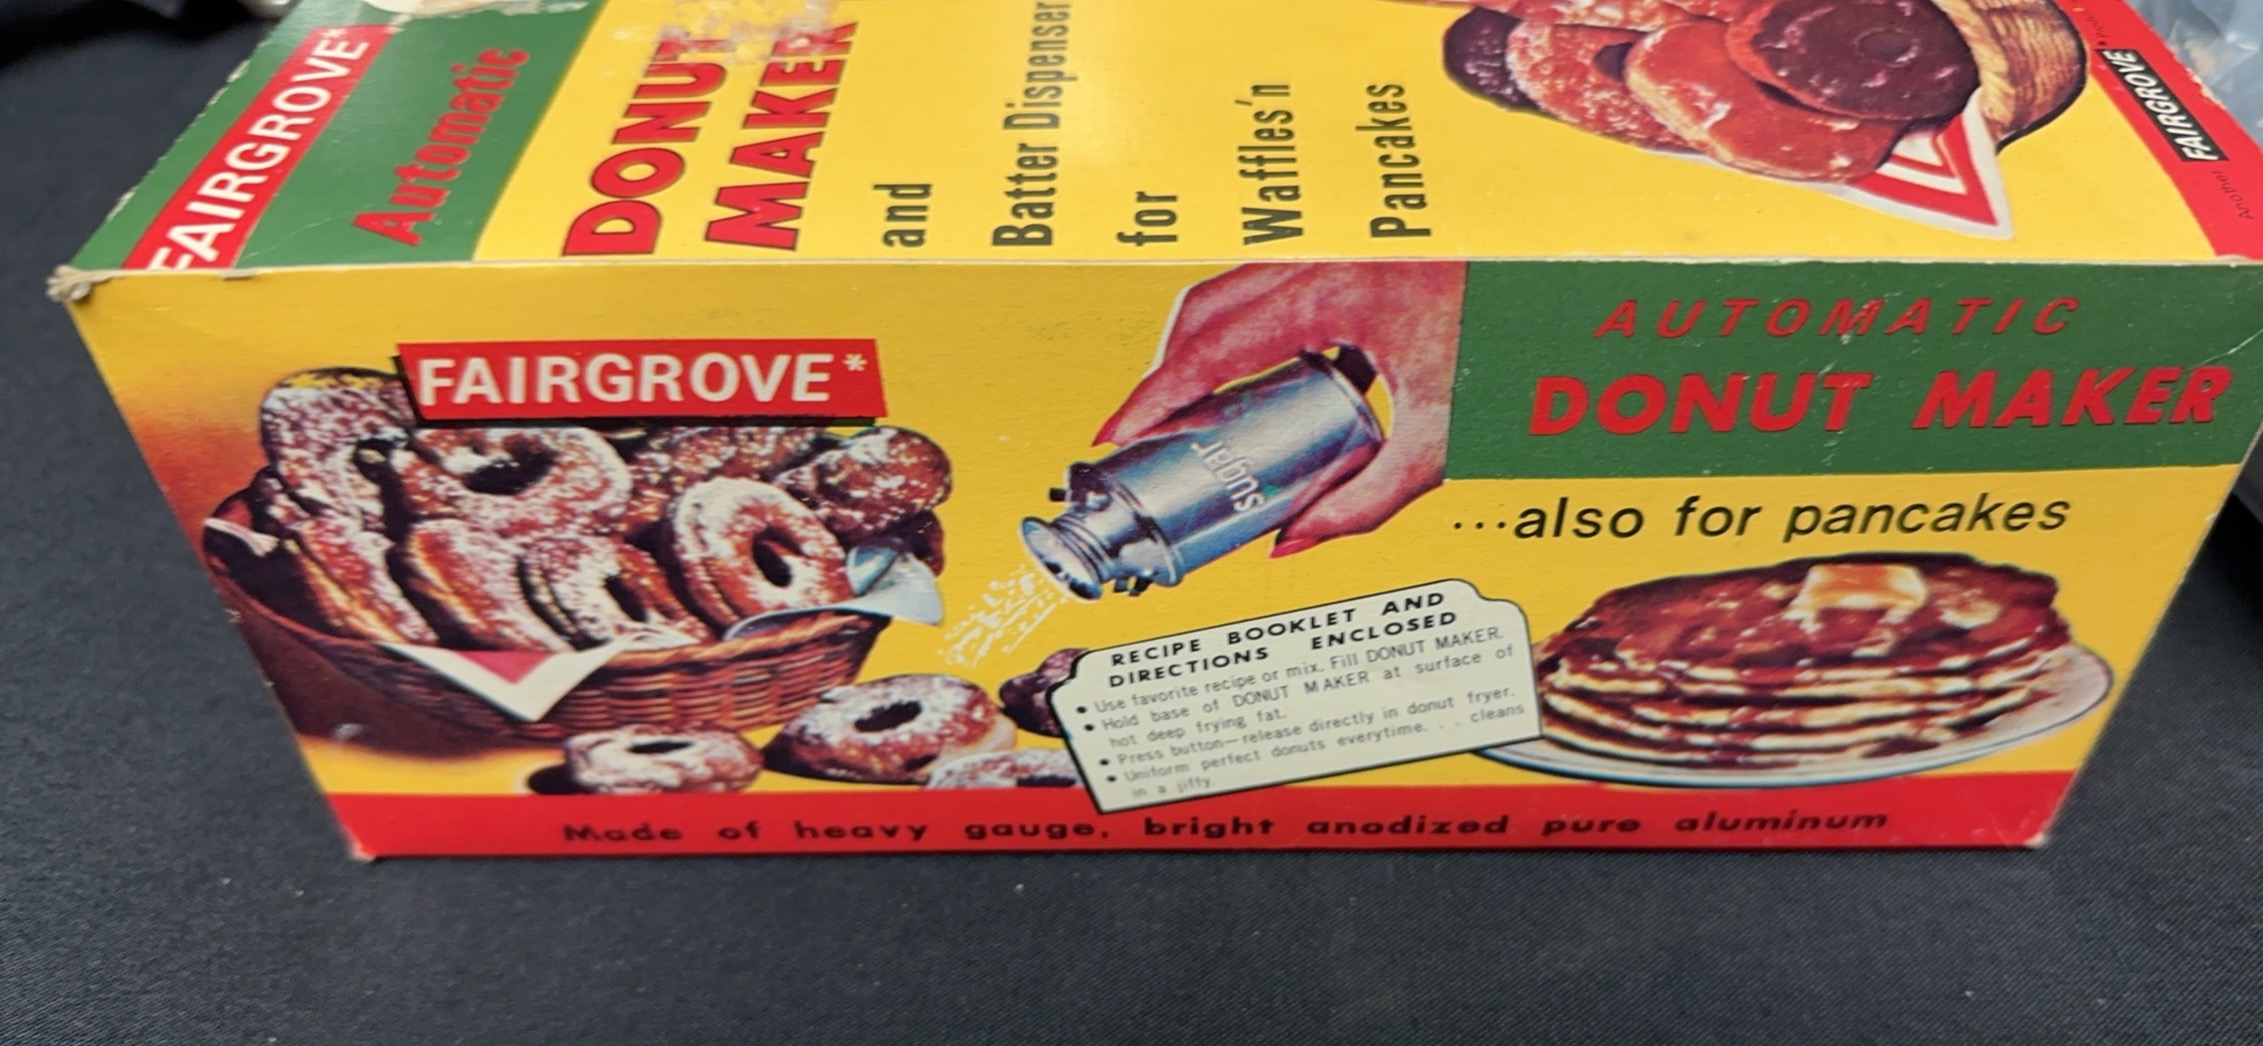 FAIRGROVE*
Automatic
DONUT
MAKER
and
Batter Dispenser
for
Waffles'n
Pancakes
FAIRGROVE
Another
FAIRGROVE*
sugar
AUTOMATIC
DONUT MAKER
...also for pancakes
RECIPE BOOKLET AND
DIRECTIONS ENCLOSED
• Use favorite recipe or mix. Fill DONUT MAKER.
• Hold base of DONUT MAKER at surface of
hot deep frying fat.
• Press button—release directly in donut fryer.
• Uniform perfect donuts everytime. . . cleans
in a jiffy.
Made of heavy gauge, bright anodized pure aluminum